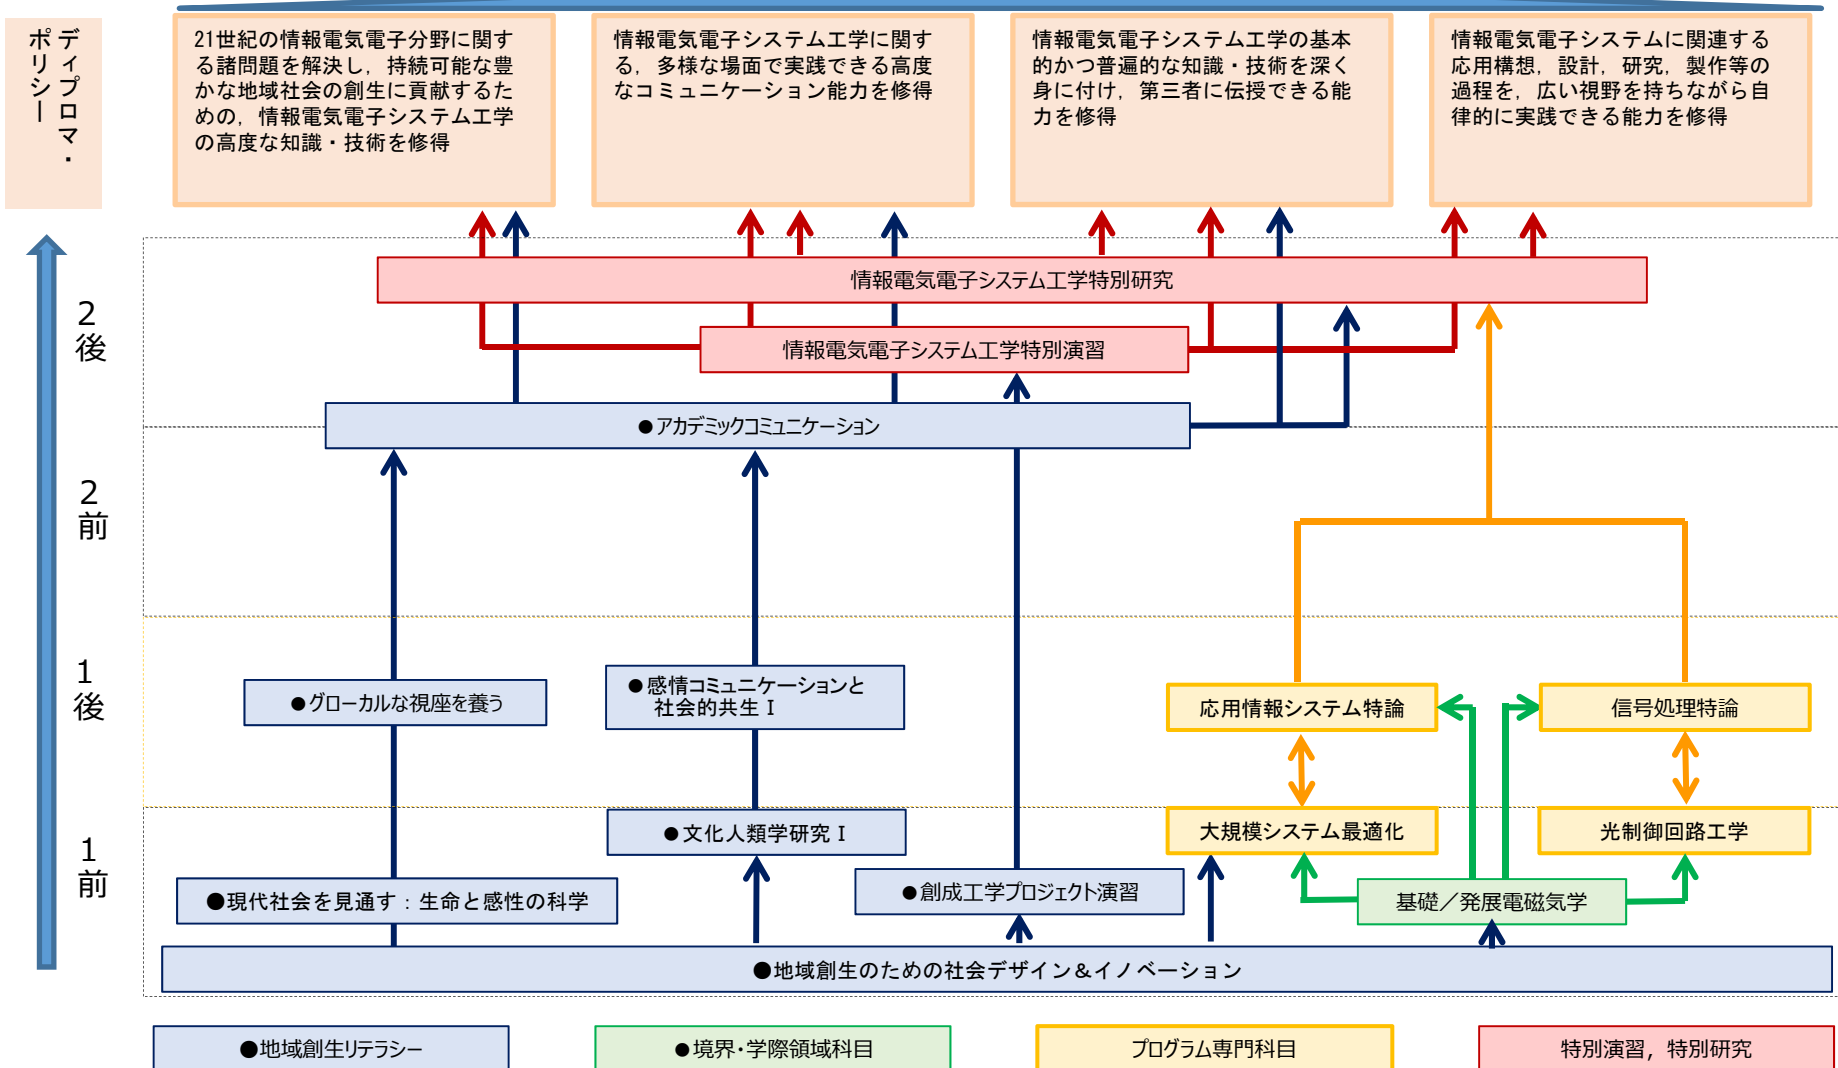 ディプロマ・
ポリシー
21世紀の情報電気電子分野に関す
る諸問題を解決し，持続可能な豊
かな地域社会の創生に貢献するた
めの，情報電気電子システム工学
の高度な知識・技術を修得
情報電気電子システム工学に関す
る，多様な場面で実践できる高度
なコミュニケーション能力を修得
情報電気電子システム工学の基本
的かつ普遍的な知識・技術を深く
身に付け，第三者に伝授できる能
力を修得
情報電気電子システムに関連する
応用構想，設計，研究，製作等の
過程を，広い視野を持ちながら自
律的に実践できる能力を修得
2後
情報電気電子システム工学特別研究
情報電気電子システム工学特別演習
●アカデミックコミュニケーション
2前
1後
●グローカルな視座を養う
●感情コミュニケーションと
社会的共生Ⅰ
応用情報システム特論
信号処理特論
1前
●文化人類学研究Ⅰ
大規模システム最適化
光制御回路工学
●現代社会を見通す：生命と感性の科学
●創成工学プロジェクト演習
基礎／発展電磁気学
●地域創生のための社会デザイン＆イノベーション
●地域創生リテラシー
●境界・学際領域科目
プログラム専門科目
特別演習，特別研究